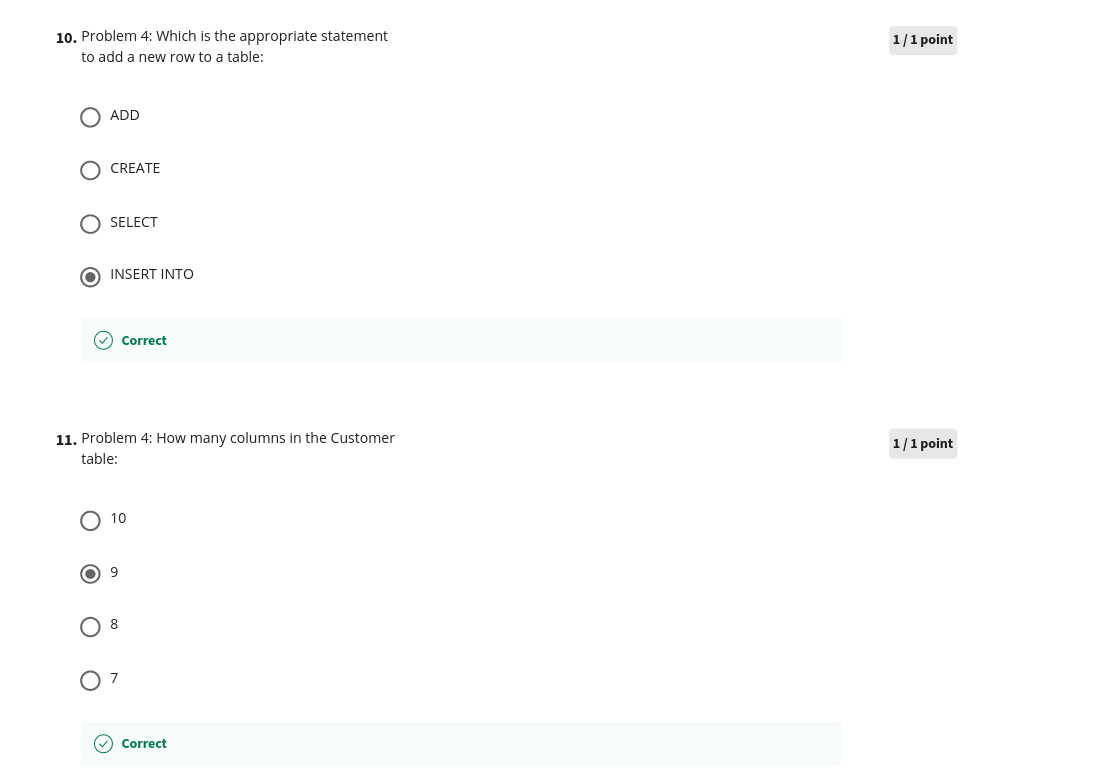 10. Problem 4: Which is the appropriate statement
to add a new row to a table:
1 / 1 point
ADD
CREATE
SELECT
INSERT INTO
Correct
11. Problem 4: How many columns in the Customer
table:
1 / 1 point
10
9
8
7
Correct